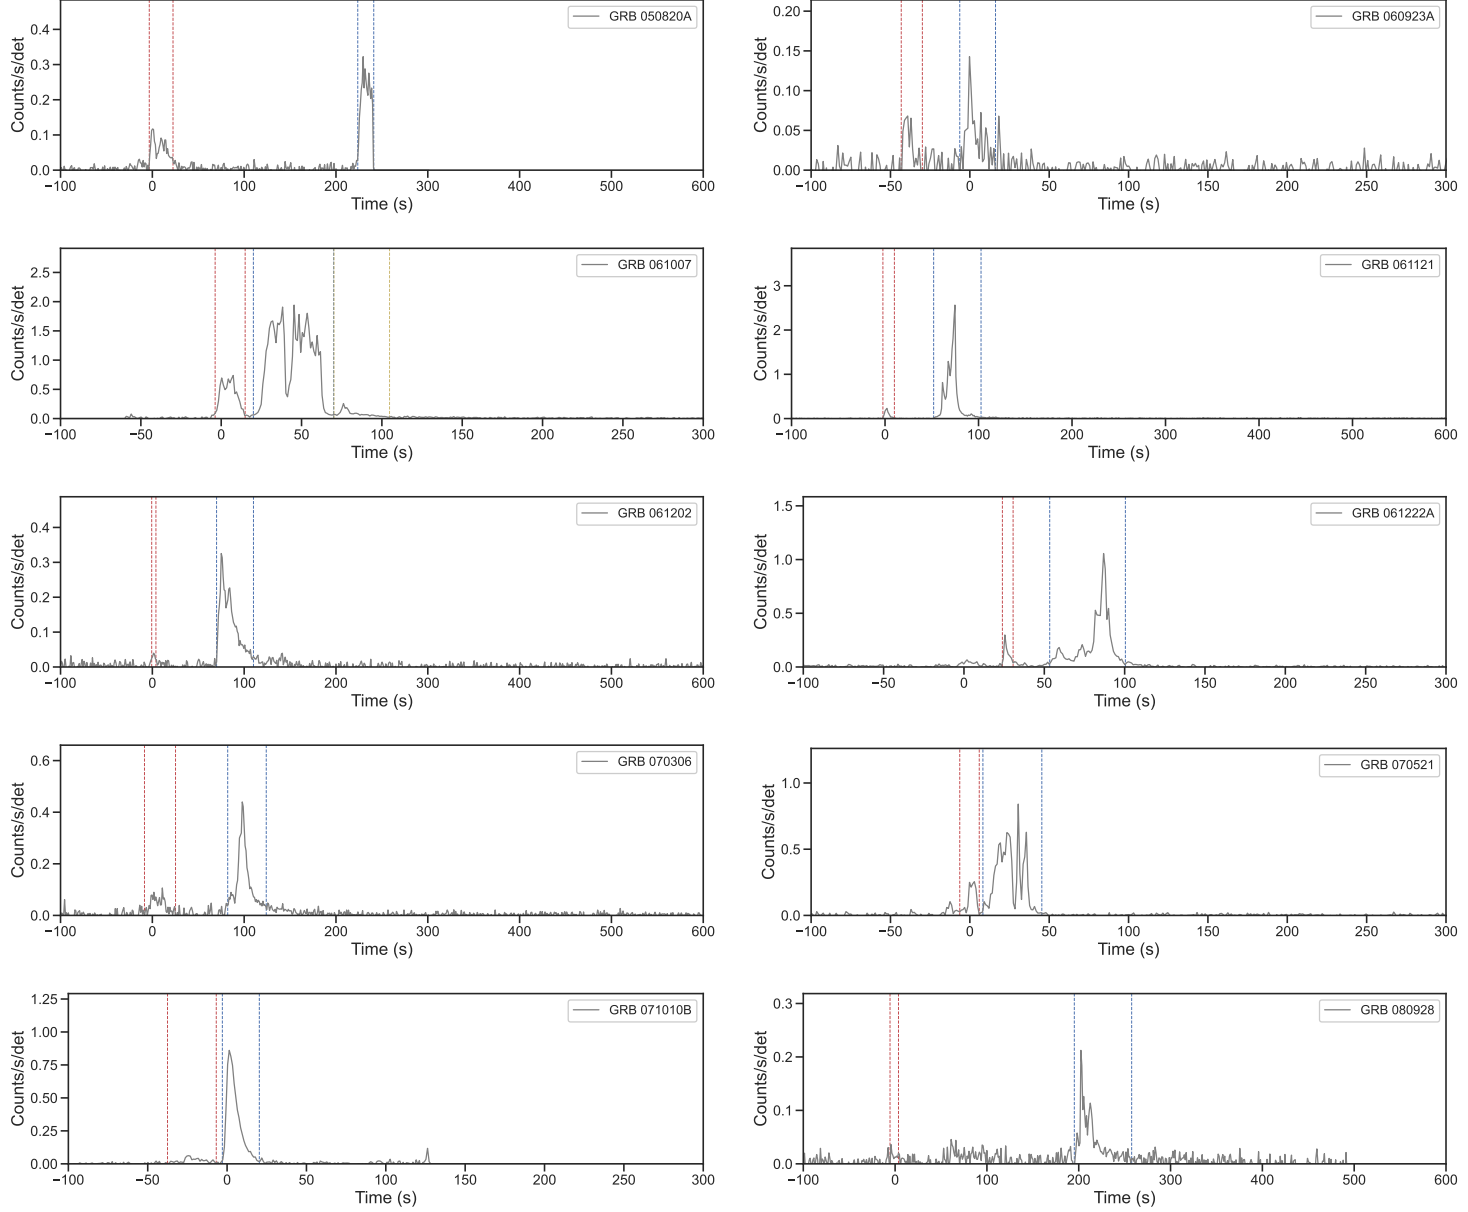 GRB 050820A
Counts/s/det
0.4
0.3
0.2
0.1
0.0
−100 0 100 200 300 400 500 600
Time (s)
GRB 060923A
Counts/s/det
0.20
0.15
0.10
0.05
0.00
−100 −50 0 50 100 150 200 250 300
Time (s)
GRB 061007
Counts/s/det
2.5
2.0
1.5
1.0
0.5
0.0
−100 −50 0 50 100 150 200 250 300
Time (s)
GRB 061121
Counts/s/det
3
2
1
0
−100 0 100 200 300 400 500 600
Time (s)
GRB 061202
Counts/s/det
0.4
0.3
0.2
0.1
0.0
−100 0 100 200 300 400 500 600
Time (s)
GRB 061222A
Counts/s/det
1.5
1.0
0.5
0.0
−100 −50 0 50 100 150 200 250 300
Time (s)
GRB 070306
Counts/s/det
0.6
0.4
0.2
0.0
−100 0 100 200 300 400 500 600
Time (s)
GRB 070521
Counts/s/det
1.0
0.5
0.0
−100 −50 0 50 100 150 200 250 300
Time (s)
GRB 071010B
Counts/s/det
1.25
1.00
0.75
0.50
0.25
0.00
−100 −50 0 50 100 150 200 250 300
Time (s)
GRB 080928
Counts/s/det
0.3
0.2
0.1
0.0
−100 0 100 200 300 400 500 600
Time (s)